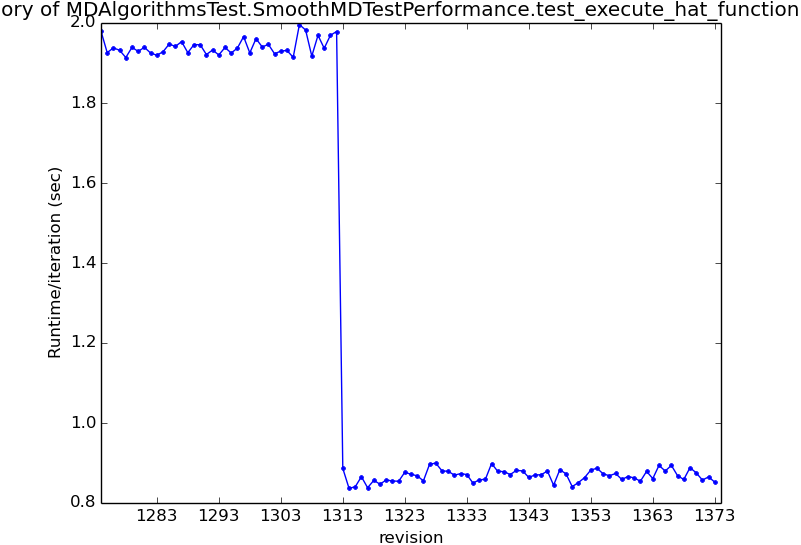 ory of MDAlgorithmsTest.SmoothMDTestPerformance.test_execute_hat_function
2.0
1.8
1.6
1.4
1.2
1.0
0.8
Runtime/iteration (sec)
1283 1293 1303 1313 1323 1333 1343 1353 1363 1373
revision